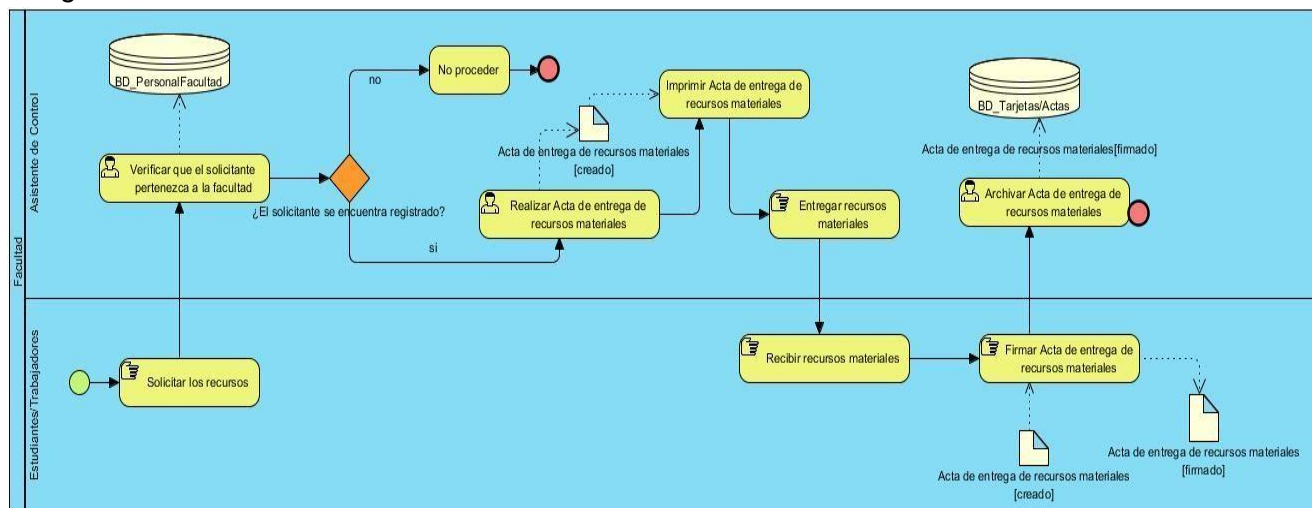 Facultad
Asistente de Control
BD_PersonalFacultad
Verificar que el solicitante
pertenezca a la facultad
¿El solicitante se encuentra registrado?
no
No proceder
si
Acta de entrega de recursos materiales
[creado]
Realizar Acta de entrega de
recursos materiales
Imprimir Acta de entrega de
recursos materiales
Entregar recursos
materiales
BD_Tarjetas/Actas
Acta de entrega de recursos materiales[firmado]
Archivar Acta de entrega de
recursos materiales
Estudiantes/Trabajadores
Solicitar los recursos
Recibir recursos materiales
Firmar Acta de entrega de
recursos materiales
Acta de entrega de recursos materiales
[creado]
Acta de entrega de recursos materiales
[firmado]